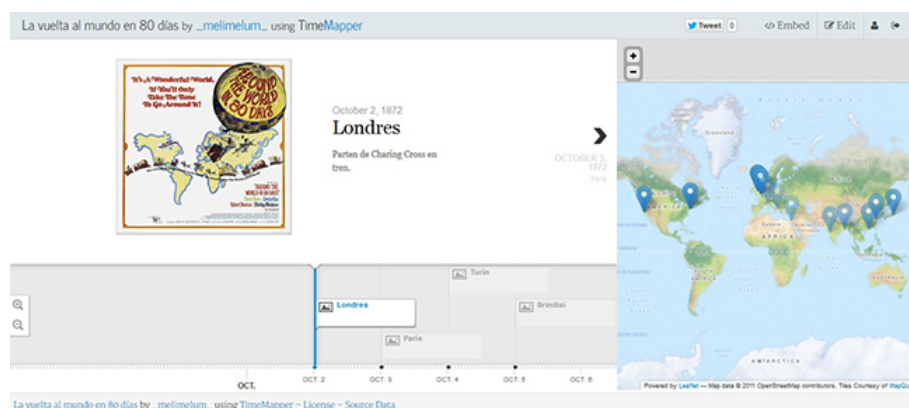 La vuelta al mundo en 80 días by _melimelum_ using TimeMapper
Tweet 0
</> Embed
Edit
It's A Wonderful World,
If You'll Only
Take The Time
To Go Around It!
AROUND
THE
WORLD
IN 80 DAYS
October 2, 1872
Londres
Parten de Charing Cross en
tren.
OCTOBER 3,
1872
París
+
−
Greenland
AFRICA
AMERICA
AUSTRALIA
ANTARCTICA
Turín
Londres
Brindisi
París
OCT.
OCT. 2
OCT. 3
OCT. 4
OCT. 5
OCT. 6
Powered by Leaflet — Map data © 2011 OpenStreetMap contributors, Tiles Courtesy of MapQu
La vuelta al mundo en 80 días by _melimelum_ using TimeMapper – License – Source Data